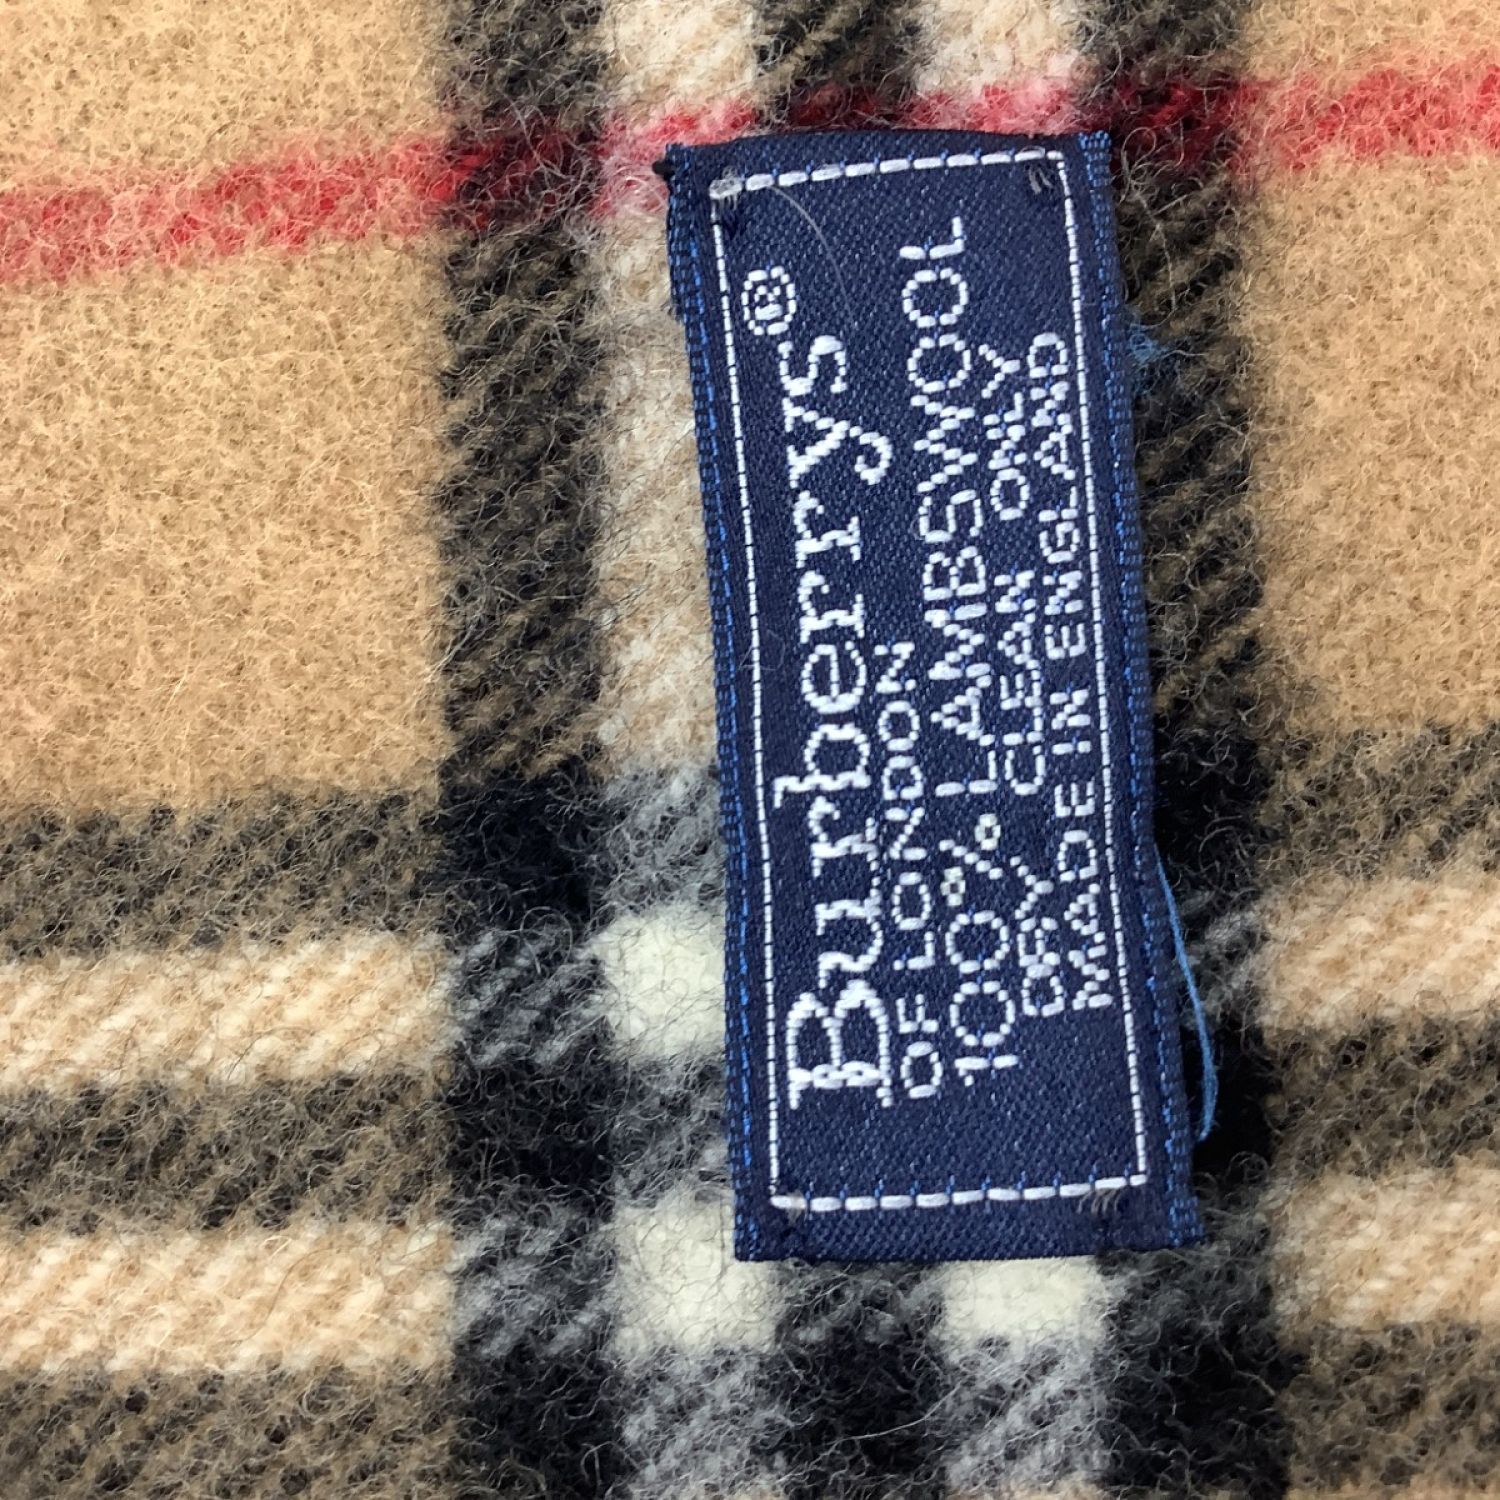 Burberrys®
OF LONDON
100% LAMBSWOOL
DRY CLEAN ONLY
MADE IN ENGLAND